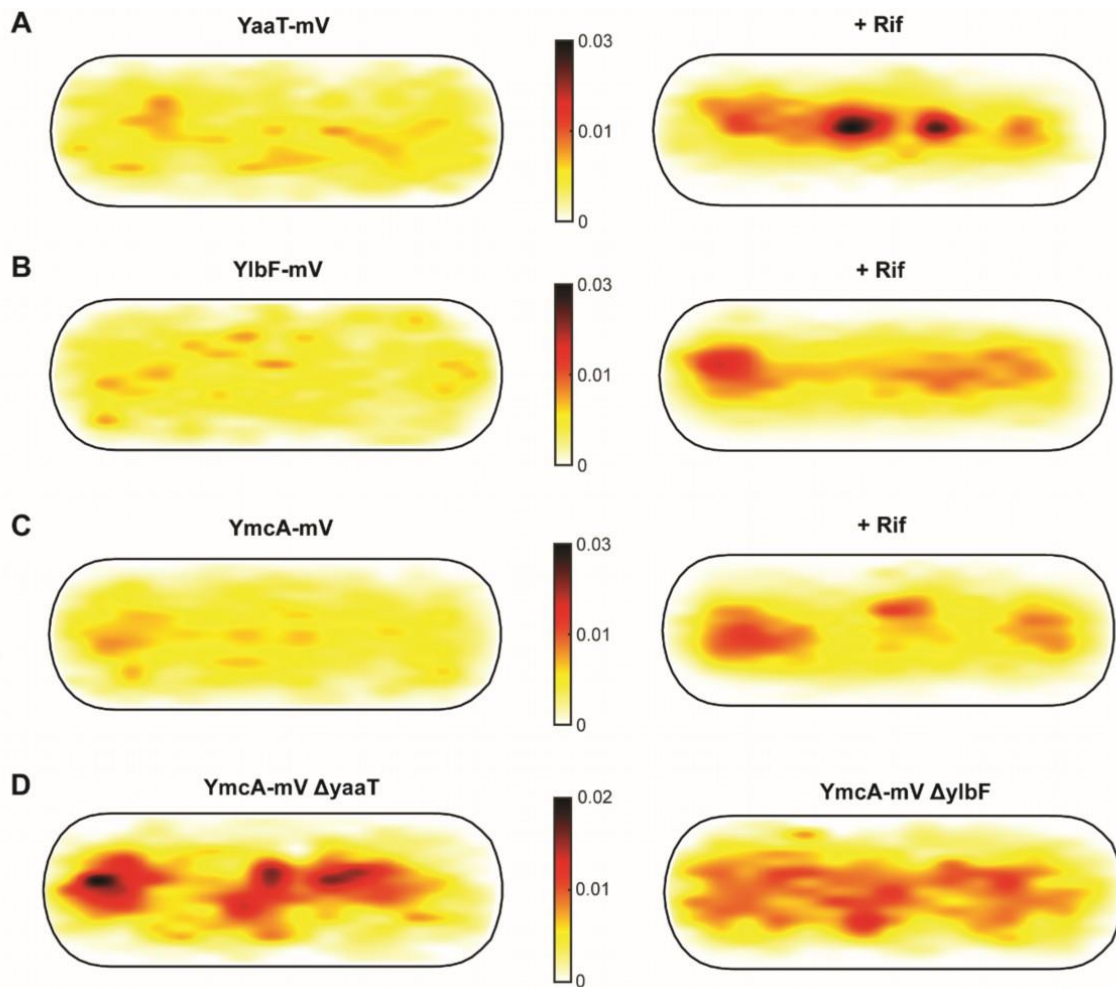 A
YaaT-mV
+ Rif
0.03
0.01
0
B
YlbF-mV
+ Rif
0.03
0.01
0
C
YmcA-mV
+ Rif
0.03
0.01
0
D
YmcA-mV ΔyaaT
YmcA-mV ΔylbF
0.02
0.01
0